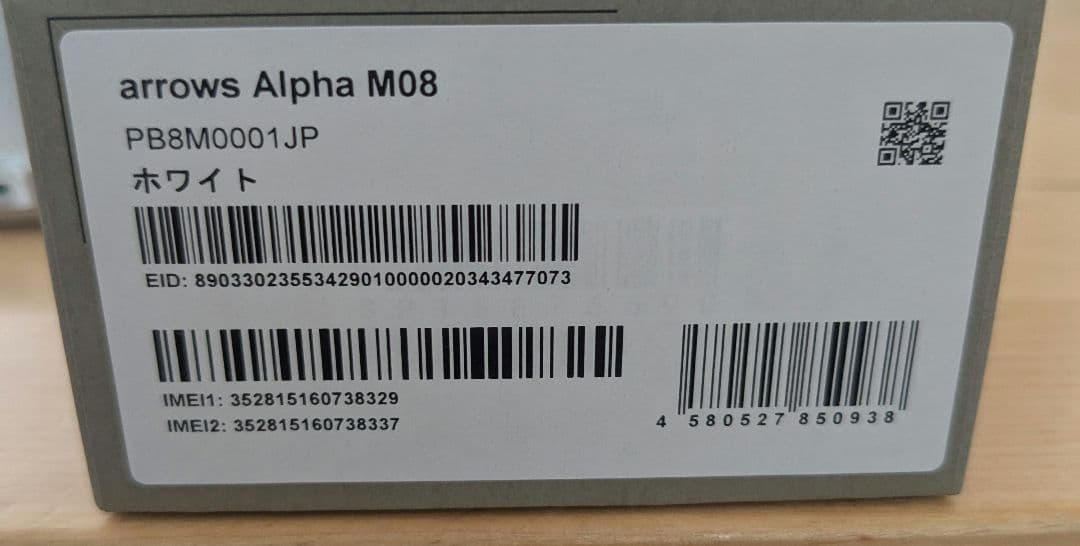 arrows Alpha M08
PB8M0001JP
ホワイト
EID: 89033023553429010000020343477073
IMEI1: 352815160738329
IMEI2: 352815160738337
4 580527 850938